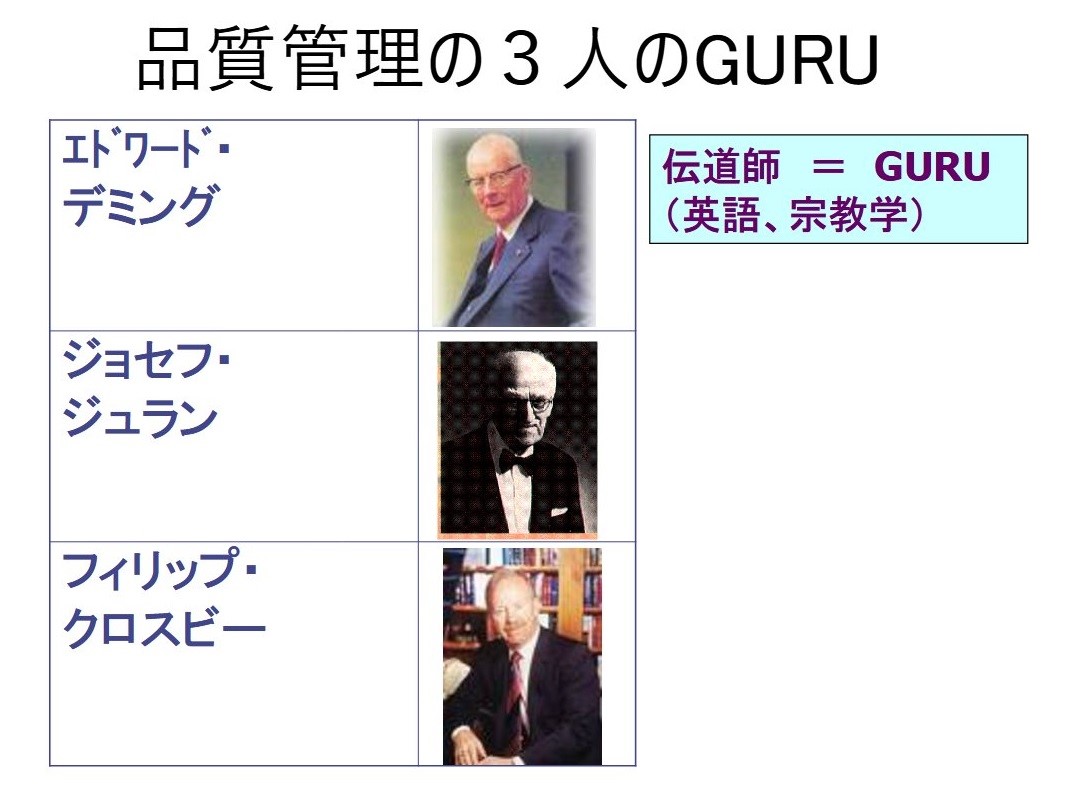 品質管理の３人のGURU
ｴﾄﾞﾜｰﾄﾞ・
デミング
伝道師　＝　GURU
（英語、宗教学）
ジョセフ・
ジュラン
フィリップ・
クロスビー